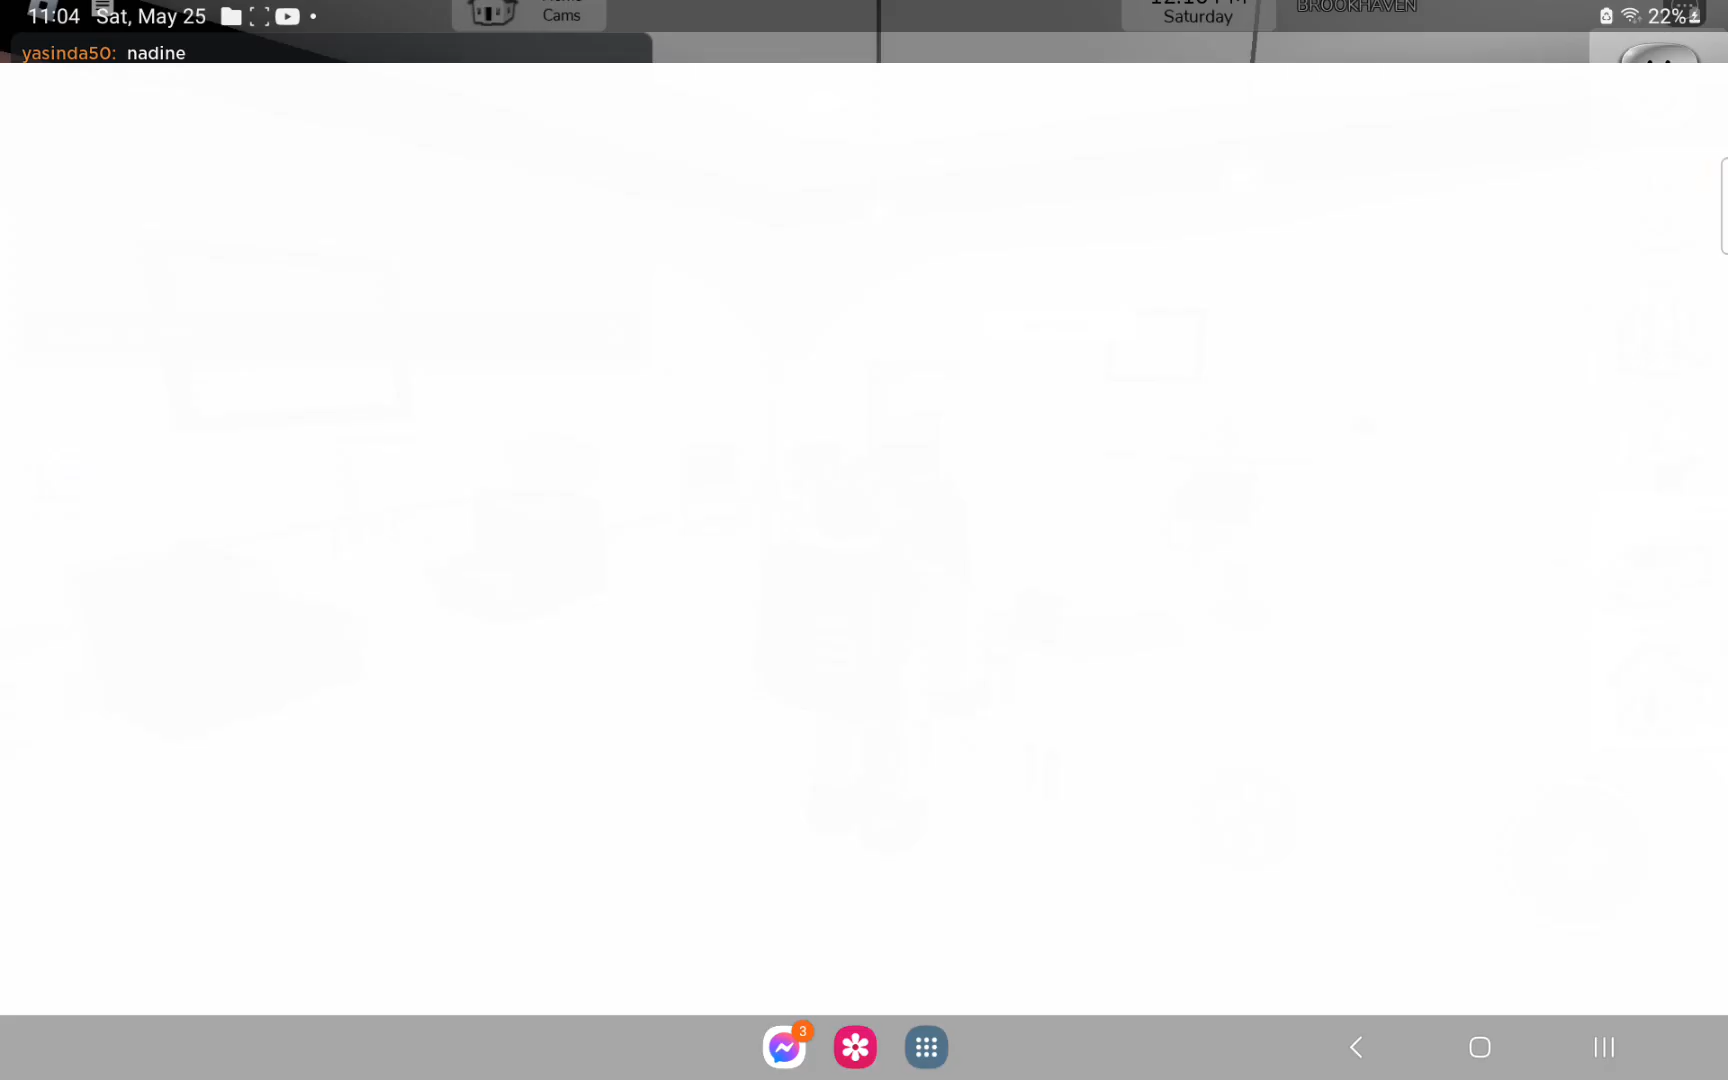 11:04 Sat, May 25
22%
Cams
Saturday
BROOKHAVEN
yasinda50: nadine
3